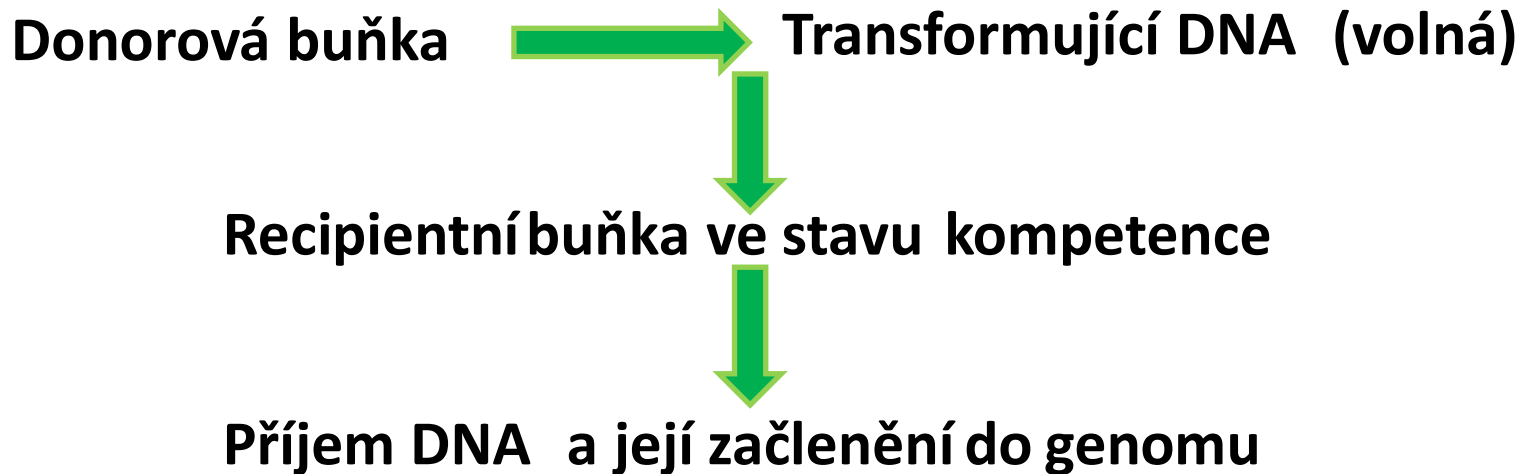 Donorová buňka
Transformující DNA (volná)
Recipientní buňka ve stavu kompetence
Příjem DNA a její začlenění do genomu